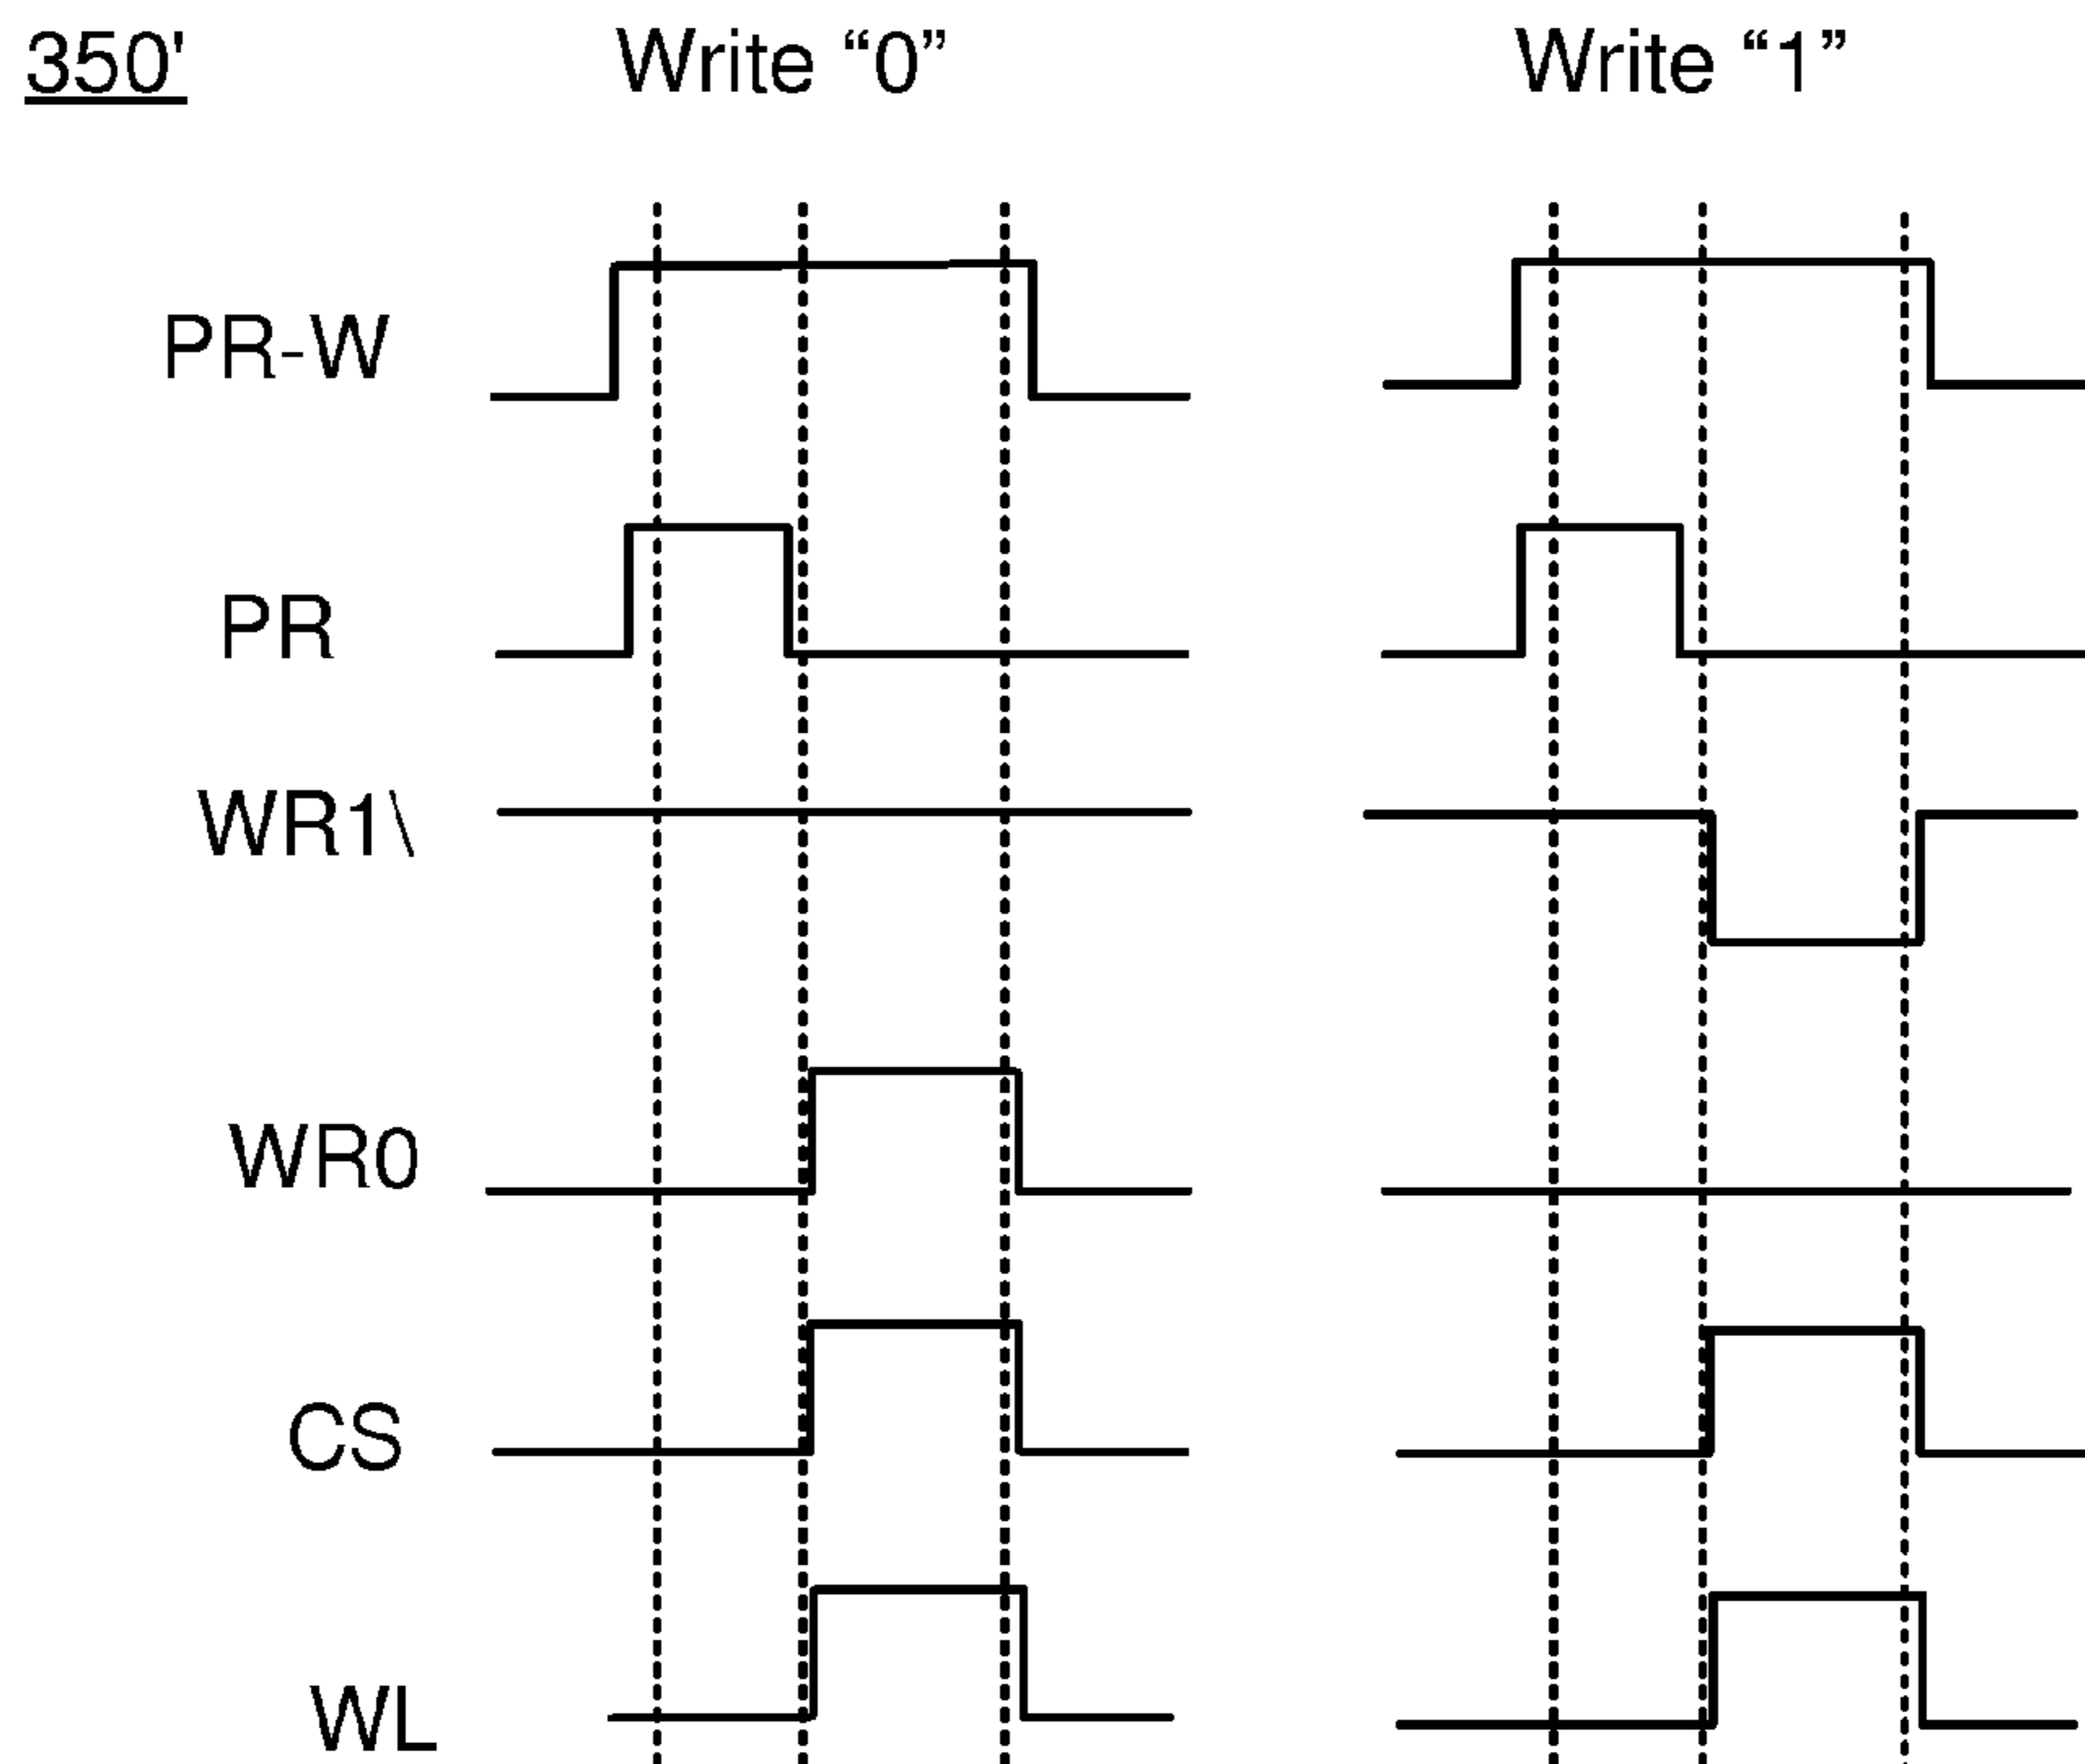 350'
Write “0”
Write “1”
PR-W
PR
WR1\
WR0
CS
WL